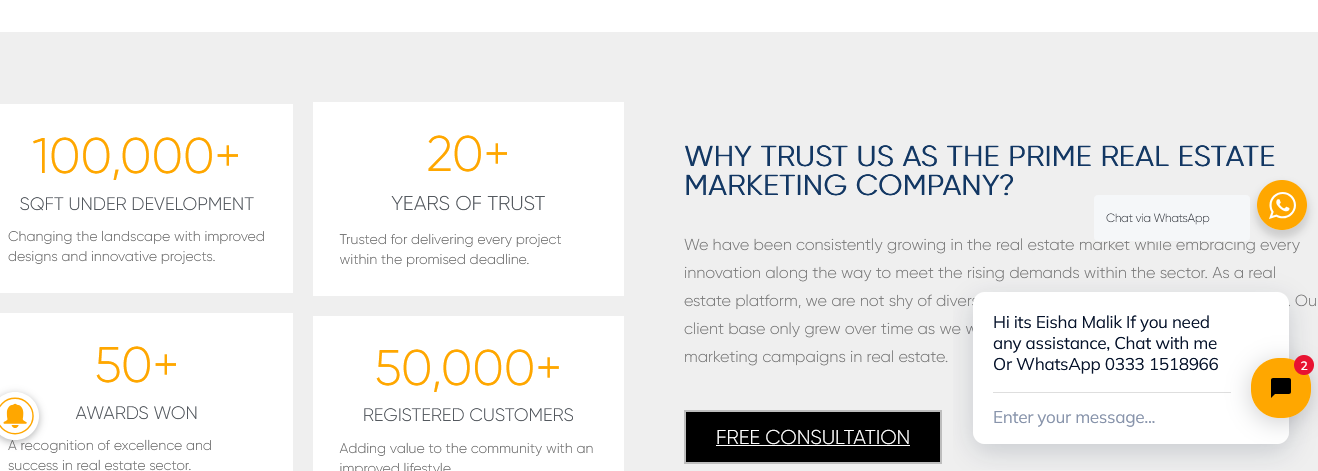 100,000+
SQFT UNDER DEVELOPMENT
Changing the landscape with improved
designs and innovative projects.
20+
YEARS OF TRUST
Trusted for delivering every project
within the promised deadline.
50+
AWARDS WON
A recognition of excellence and
success in real estate sector.
50,000+
REGISTERED CUSTOMERS
Adding value to the community with an
improved lifestyle
WHY TRUST US AS THE PRIME REAL ESTATE
MARKETING COMPANY?
Chat via WhatsApp
We have been consistently growing in the real estate market while embracing every
innovation along the way to meet the rising demands within the sector. As a real
estate platform, we are not shy of
client base only grew over time as we
marketing campaigns in real estate.
FREE CONSULTATION
Hi its Eisha Malik If you need
any assistance, Chat with me
Or WhatsApp 0333 1518966
Enter your message...
2